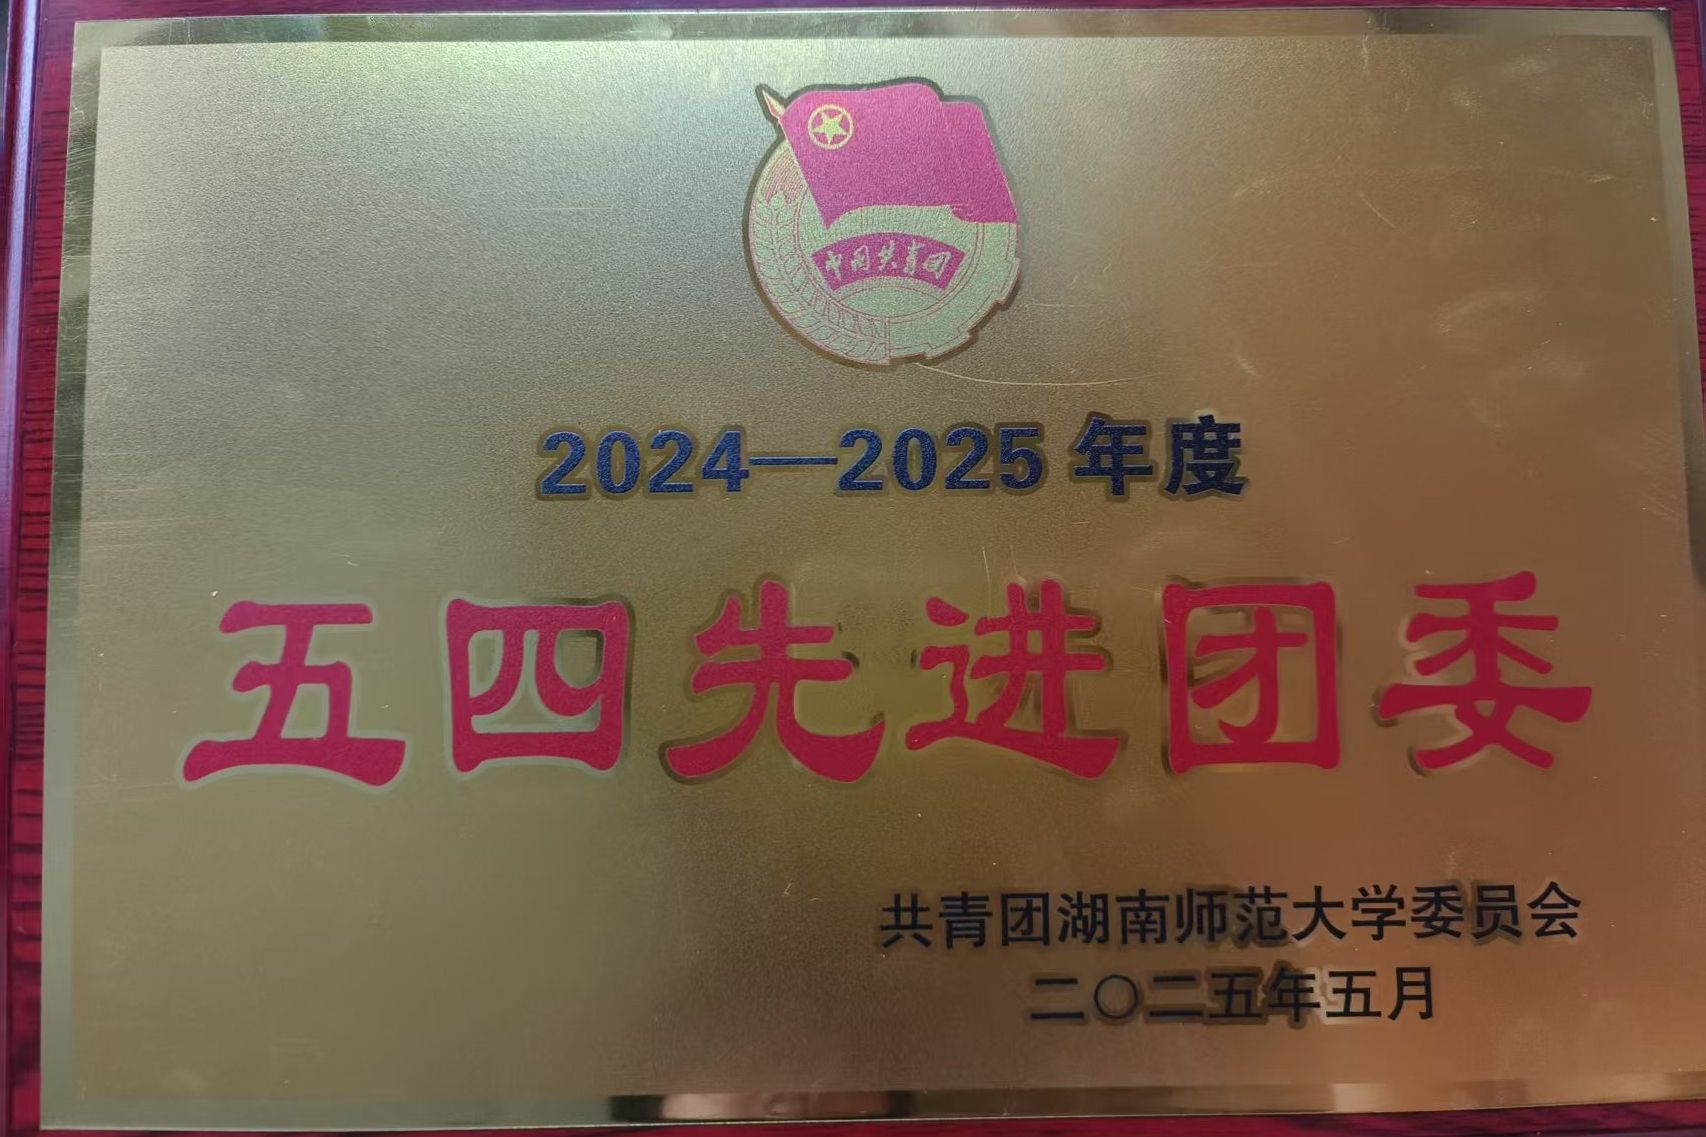 中国共青团
2024—2025年度
五四先进团委
共青团湖南师范大学委员会
二〇二五年五月